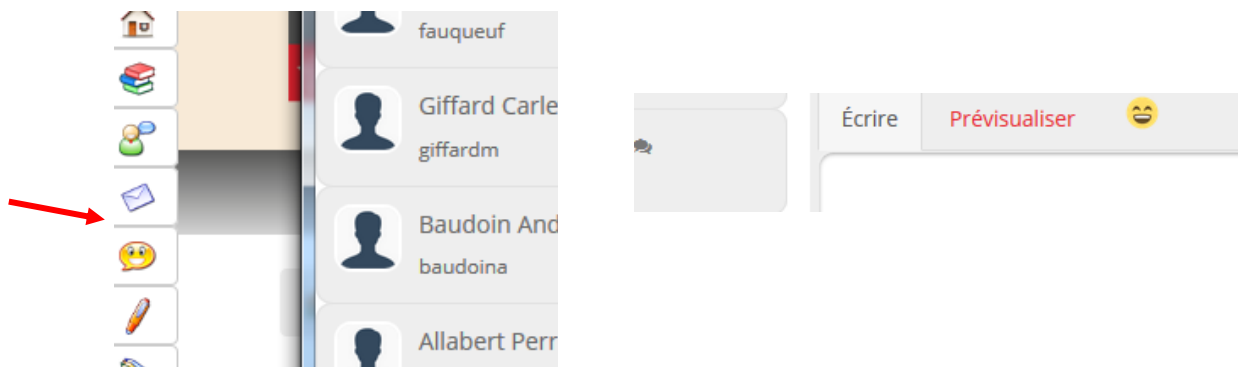 fauqueuf
Giffard Carle
giffardm
Baudoin And
baudoina
Allabert Perr
Écrire Prévisualiser